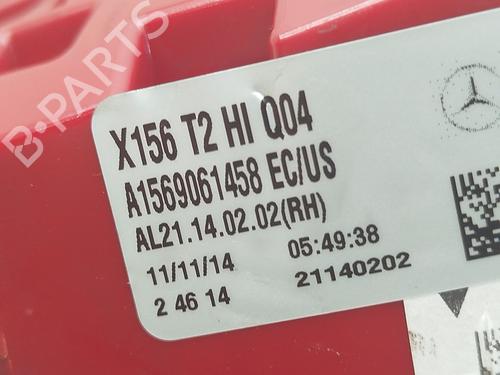 B-PARTS
X156 T2 HI Q04
A1569061458 EC/US
AL21.14.02.02(RH)
11/11/14 05:49:38
2 46 14 21140202